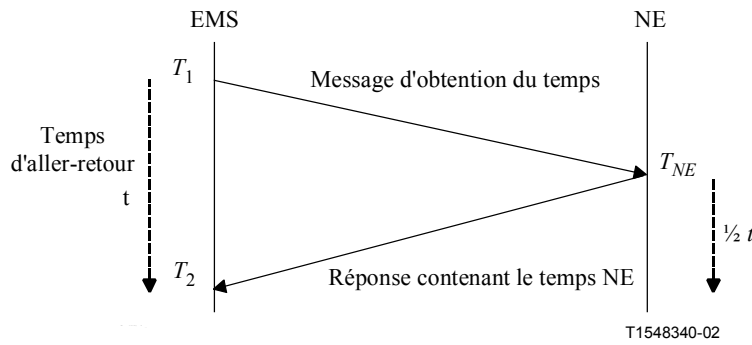 EMS
NE
T1
Message d'obtention du temps
Temps
d'aller-retour
t
TNE
½ t
T2
Réponse contenant le temps NE
T1548340-02